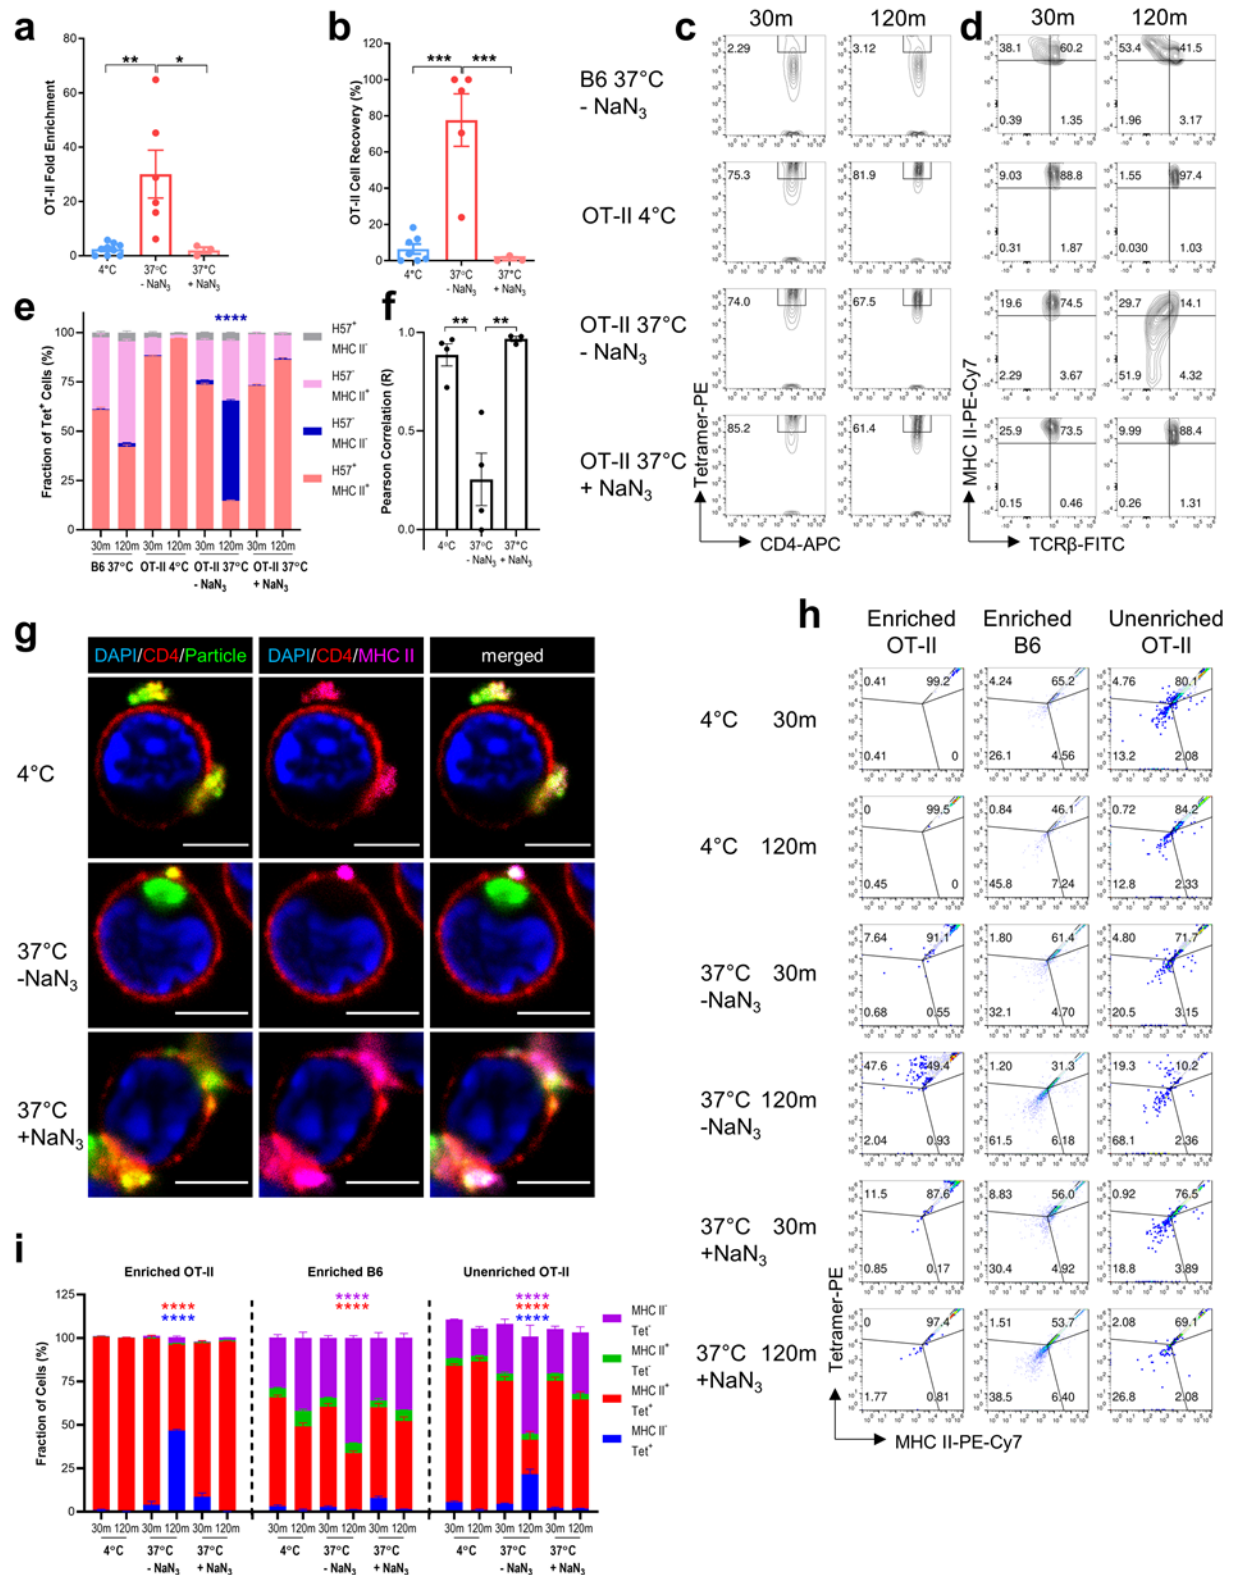 a
OT-II Fold Enrichment
80
60
40
20
0
** *
4°C
37°C
- NaN3
37°C
+ NaN3
b
OT-II Cell Recovery (%)
120
100
80
60
40
20
0
*** ***
4°C
37°C
- NaN3
37°C
+ NaN3
c
30m 120m
B6 37°C
- NaN3
2.29 3.12
OT-II 4°C
75.3 81.9
OT-II 37°C
- NaN3
74.0 67.5
OT-II 37°C
+ NaN3
85.2 61.4
Tetramer-PE
CD4-APC
d
30m 120m
38.1 60.2 53.4 41.5
0.39 1.35 1.96 3.17
9.03 88.8 1.55 97.4
0.31 1.87 0.030 1.03
19.6 74.5 29.7 14.1
2.29 3.67 51.9 4.32
25.9 73.5 9.99 88.4
0.15 0.46 0.26 1.31
MHC II-PE-Cy7
TCRβ-FITC
e
Fraction of Tet+ Cells (%)
100
75
50
25
0
****
H57+
MHC II-
H57-
MHC II+
H57-
MHC II-
H57+
MHC II+
30m 120m 30m 120m 30m 120m 30m 120m
B6 37°C OT-II 4°C OT-II 37°C OT-II 37°C
- NaN3 + NaN3
f
Pearson Correlation (R)
1.0
0.5
0.0
** **
4°C
37°C
- NaN3
37°C
+ NaN3
g
DAPI/CD4/Particle DAPI/CD4/MHC II merged
4°C
37°C
-NaN3
37°C
+NaN3
h
Enriched
OT-II
Enriched
B6
Unenriched
OT-II
4°C 30m
0.41 99.2 4.24 65.2 4.76 80.1
0.41 0 26.1 4.56 13.2 2.08
4°C 120m
0 99.5 0.84 46.1 0.72 84.2
0.45 0 45.8 7.24 12.8 2.33
37°C 30m
-NaN3
7.64 91.1 1.80 61.4 4.80 71.7
0.68 0.55 32.1 4.70 20.5 3.15
37°C 120m
-NaN3
47.6 49.4 1.20 31.3 19.3 10.2
2.04 0.93 61.5 6.18 68.1 2.36
37°C 30m
+NaN3
11.5 87.6 8.83 56.0 0.92 76.5
0.85 0.17 30.4 4.92 18.8 3.89
37°C 120m
+NaN3
0 97.4 1.51 53.7 2.08 69.1
1.77 0.81 38.5 6.40 26.8 2.08
Tetramer-PE
MHC II-PE-Cy7
i
Enriched OT-II Enriched B6 Unenriched OT-II
Fraction of Cells (%)
125
100
75
50
25
0
****
****
****
****
****
****
****
MHC II-
Tet-
MHC II+
Tet-
MHC II+
Tet+
MHC II-
Tet+
30m 120m 30m 120m 30m 120m 30m 120m 30m 120m 30m 120m 30m 120m 30m 120m 30m 120m
4°C 37°C 37°C 4°C 37°C 37°C 4°C 37°C 37°C
- NaN3 + NaN3 - NaN3 + NaN3 - NaN3 + NaN3